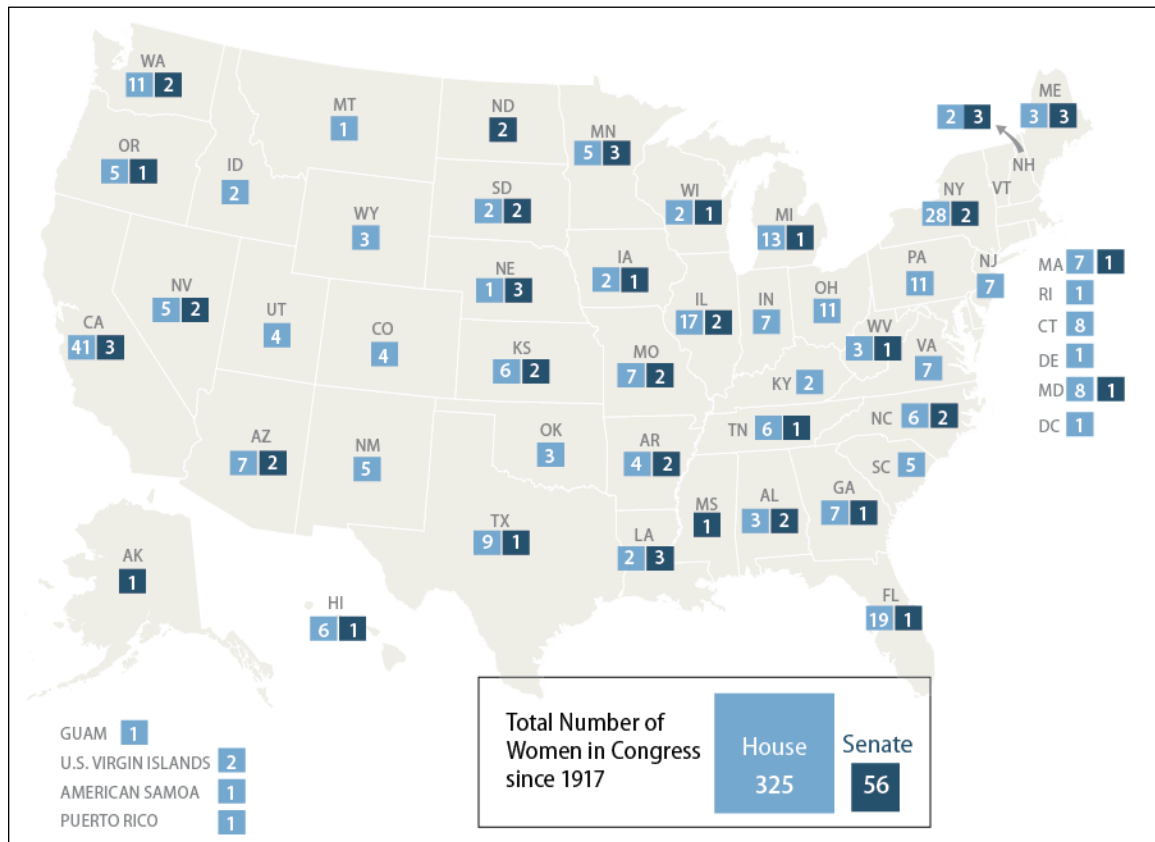 WA
11 2
MT
1
ND
2
MN
5 3
2 3
ME
3 3
OR
5 1
ID
2
SD
2 2
WI
2 1
MI
13 1
NH
NY
28 2
VT
WY
3
NE
1 3
IA
2 1
PA
11
NJ
7
MA 7 1
RI 1
CT 8
DE 1
MD 8 1
DC 1
NV
5 2
UT
4
CO
4
IL
17 2
IN
7
OH
11
WV
3 1
VA
7
CA
41 3
KS
6 2
MO
7 2
KY 2
AZ
7 2
NM
5
OK
3
AR
4 2
TN 6 1
NC 6 2
SC 5
TX
9 1
LA
2 3
MS
1
AL
3 2
GA
7 1
AK
1
HI
6 1
FL
19 1
GUAM 1
U.S. VIRGIN ISLANDS 2
AMERICAN SAMOA 1
PUERTO RICO 1
Total Number of
Women in Congress
since 1917
House
325
Senate
56